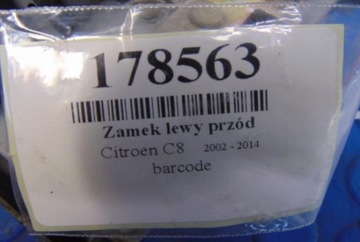 178563
Zamek lewy przód
Citroen C8 2002 - 2014
barcode